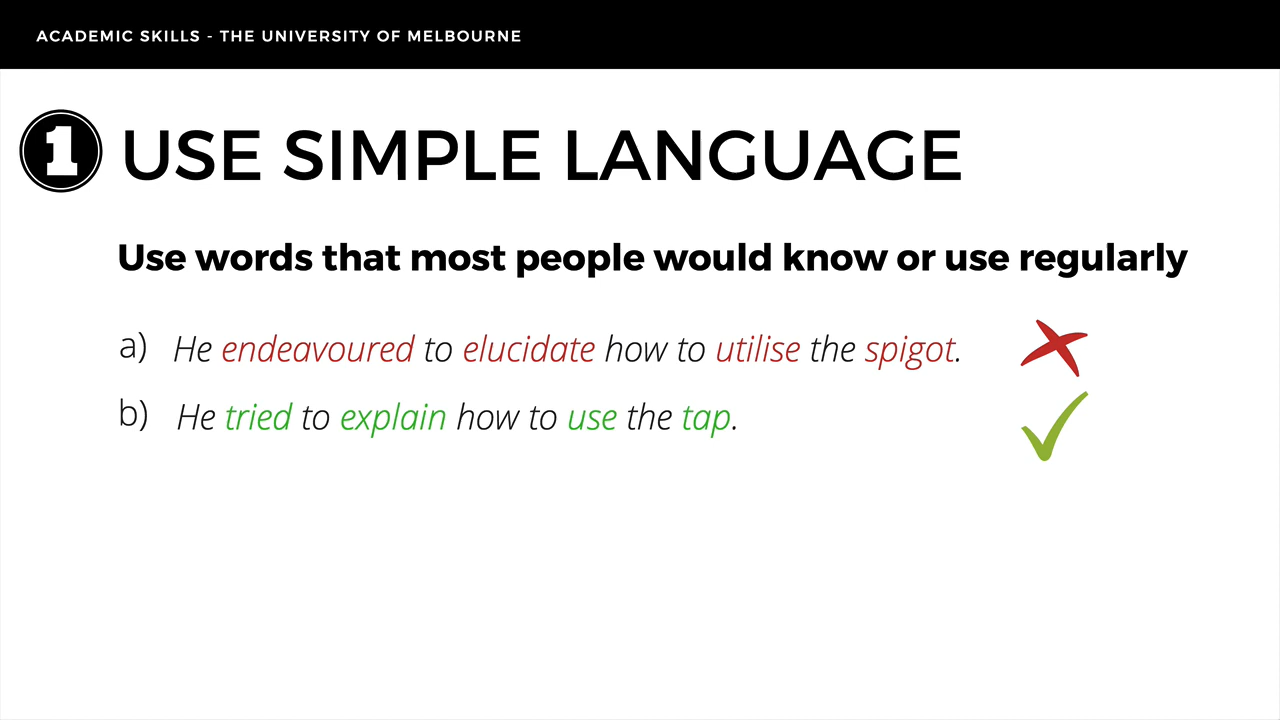 ACADEMIC SKILLS - THE UNIVERSITY OF MELBOURNE
1 USE SIMPLE LANGUAGE
Use words that most people would know or use regularly
a) He endeavoured to elucidate how to utilise the spigot.
b) He tried to explain how to use the tap.